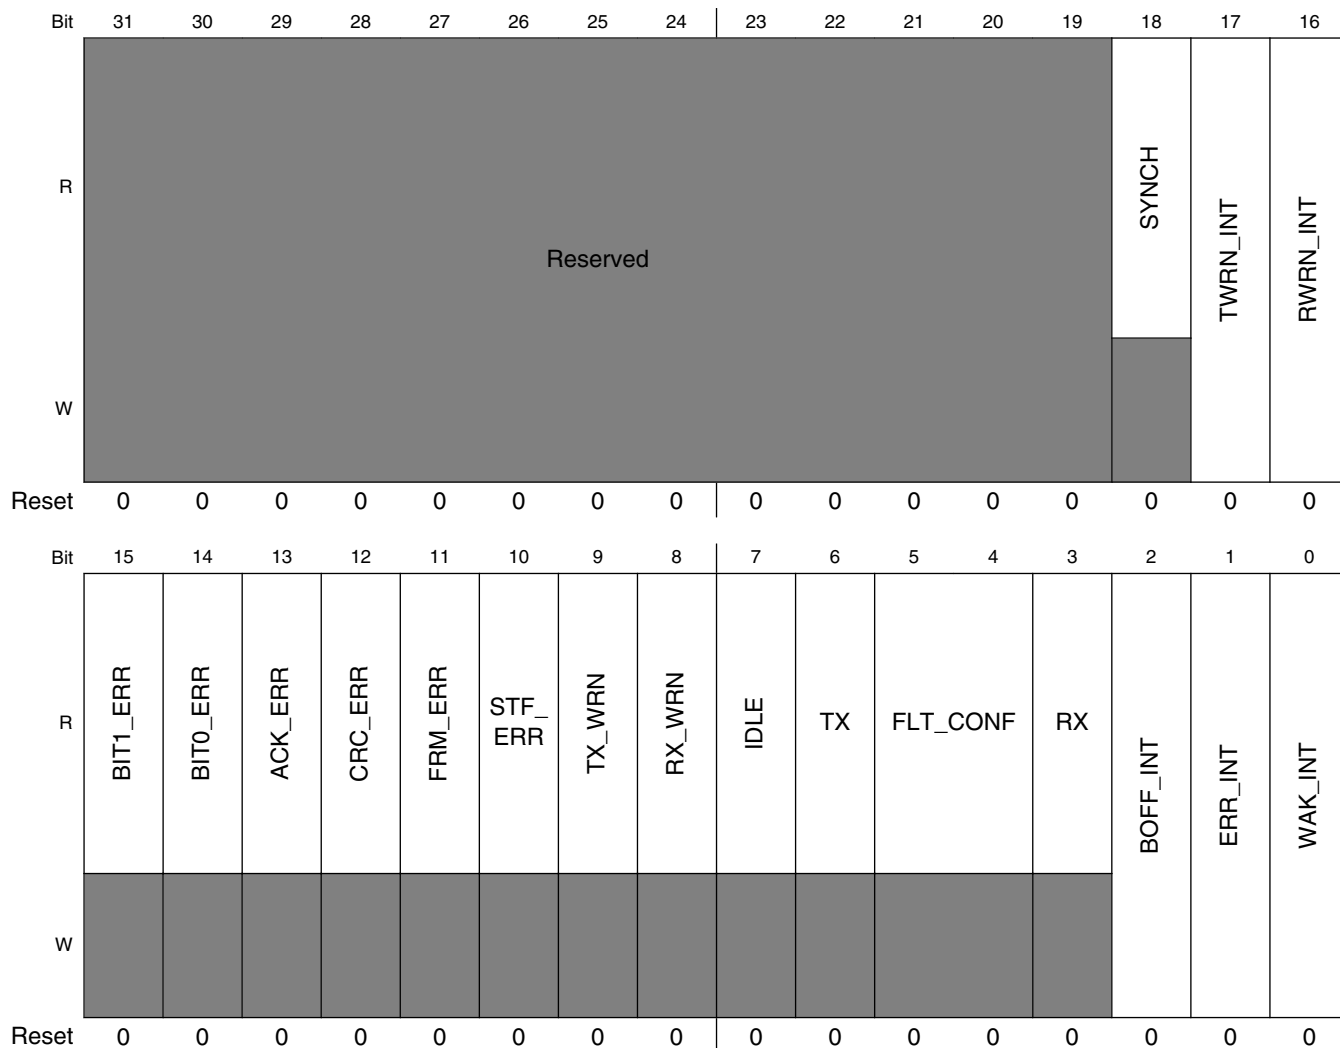 Bit 31 30 29 28 27 26 25 24 23 22 21 20 19 18 17 16
R
Reserved
SYNCH
TWRN_INT
RWRN_INT
W
Reset 0 0 0 0 0 0 0 0 0 0 0 0 0 0 0 0
Bit 15 14 13 12 11 10 9 8 7 6 5 4 3 2 1 0
R
BIT1_ERR
BIT0_ERR
ACK_ERR
CRC_ERR
FRM_ERR
STF_
ERR
TX_WRN
RX_WRN
IDLE
TX
FLT_CONF
RX
BOFF_INT
ERR_INT
WAK_INT
W
Reset 0 0 0 0 0 0 0 0 0 0 0 0 0 0 0 0